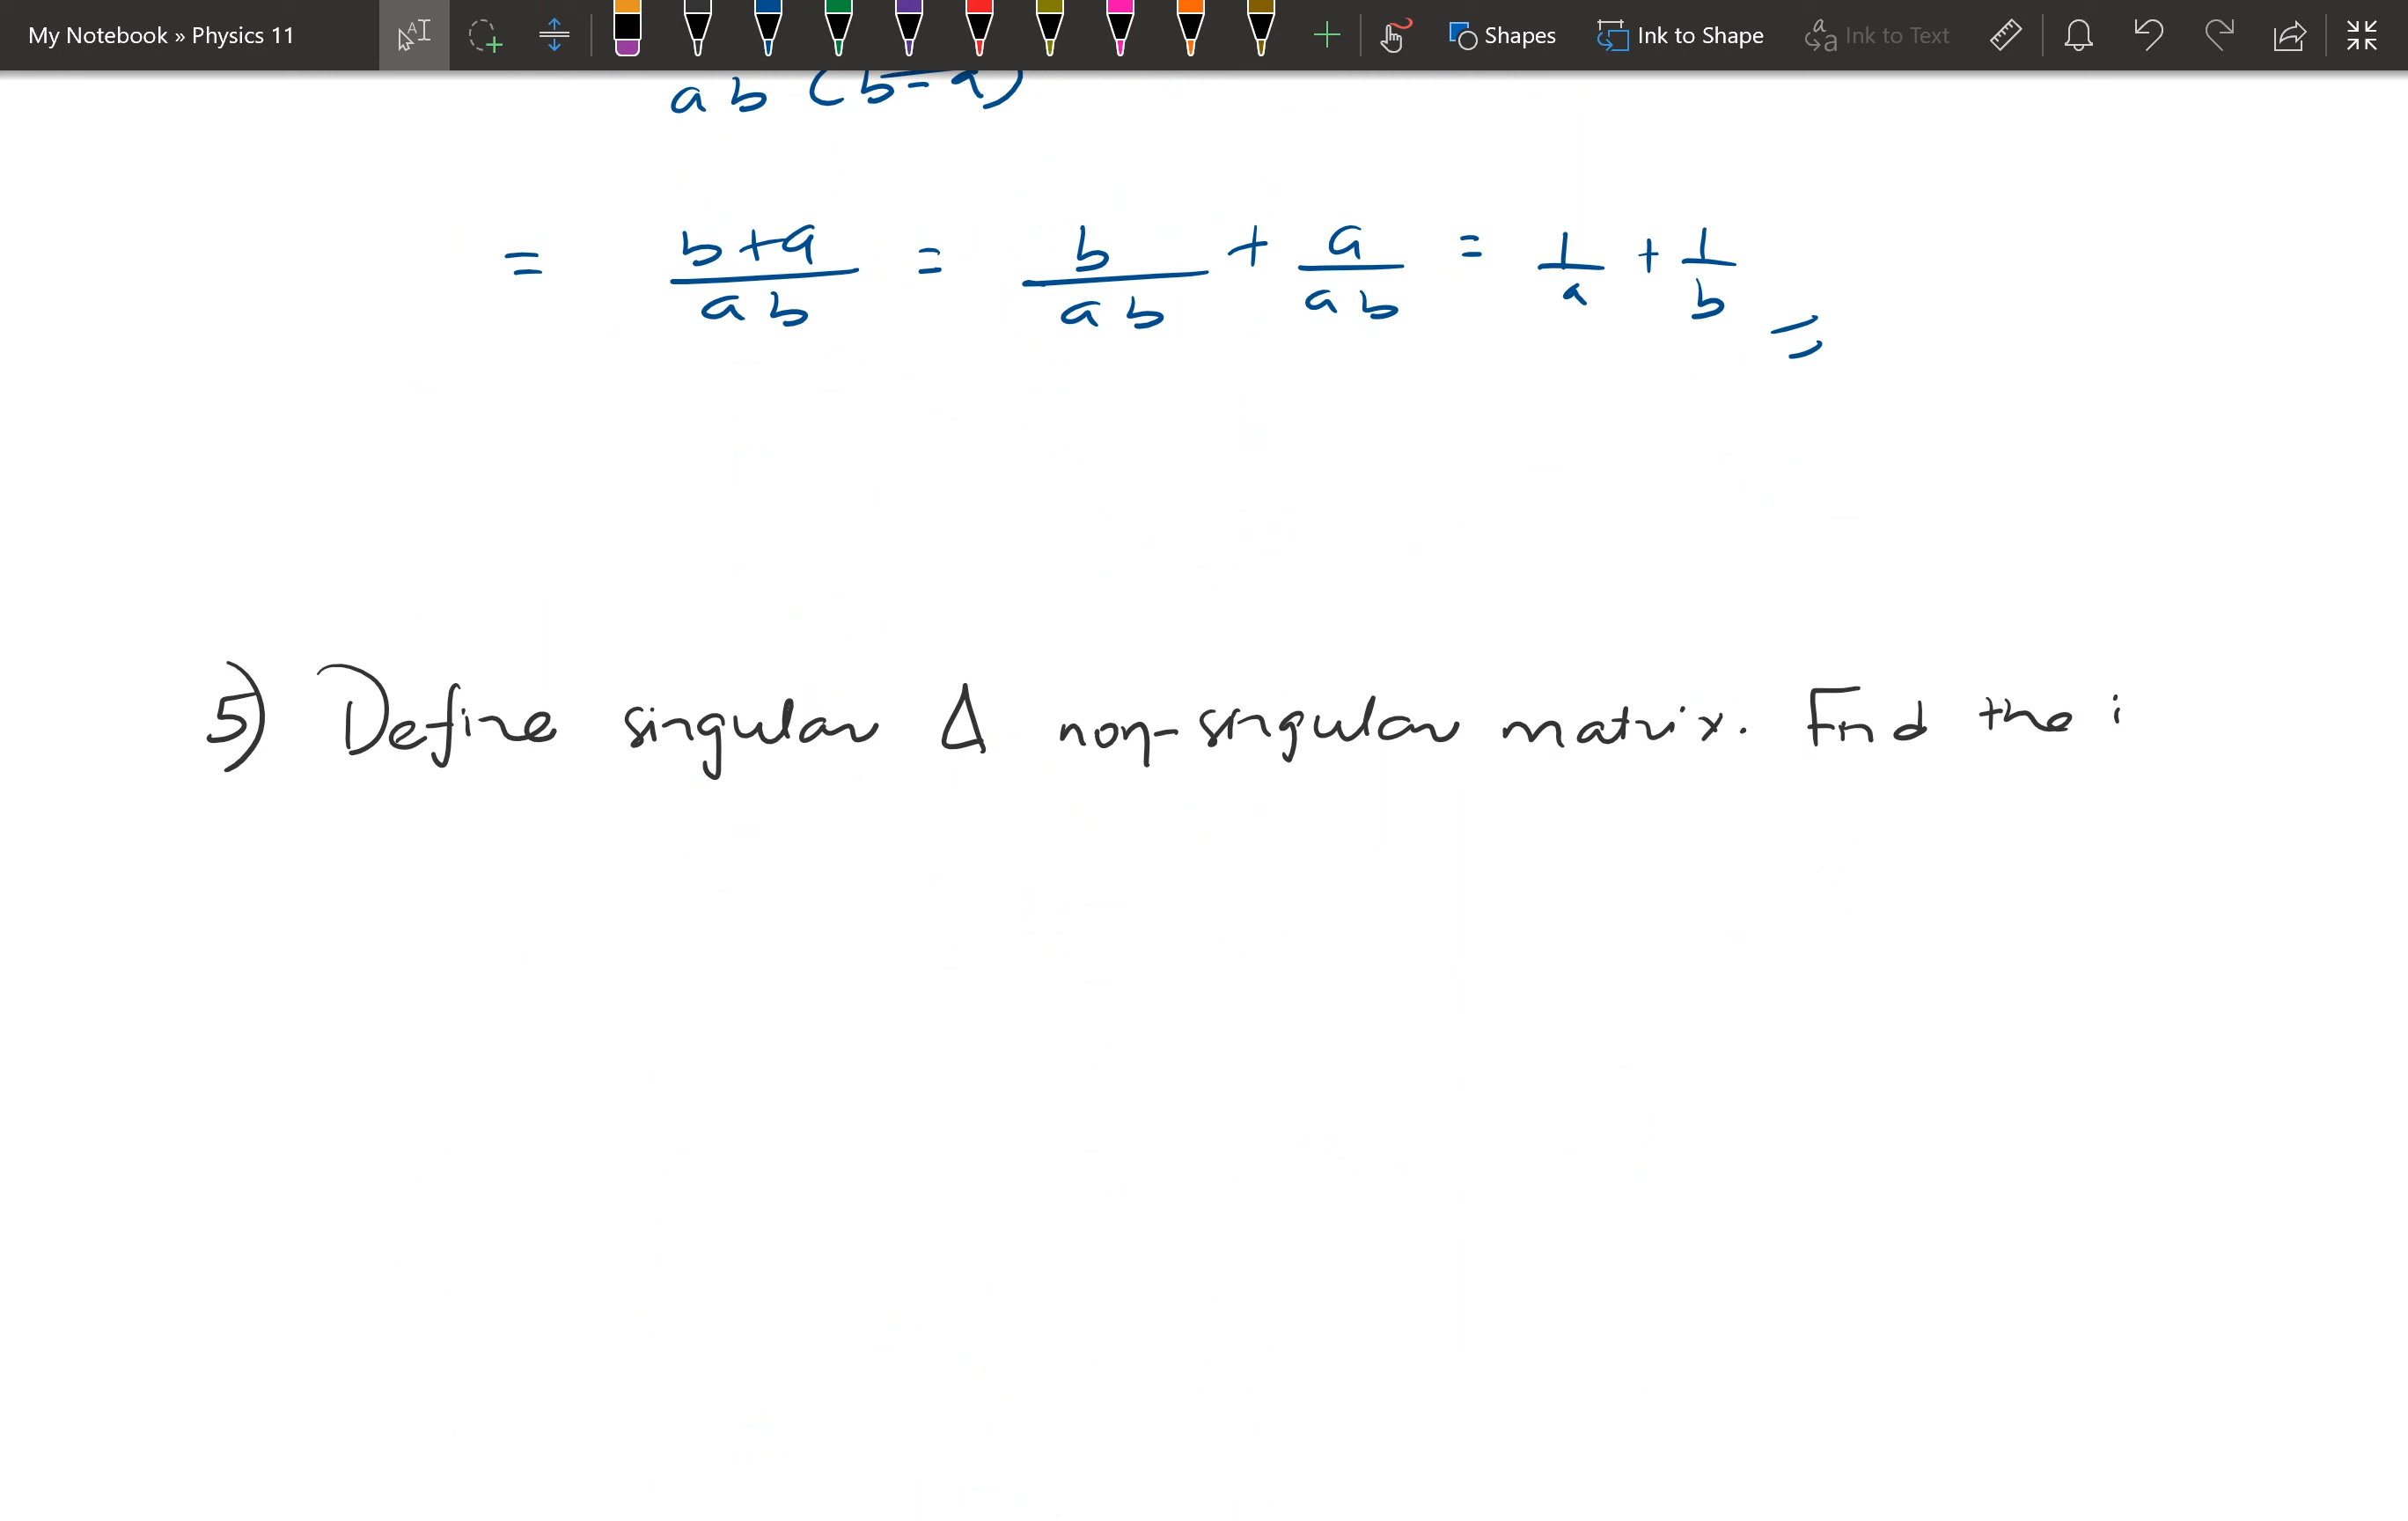 My Notebook » Physics 11 Shapes Ink to Shape Ink to Text
ab (b-a)
= b+a/ab = b/ab + a/ab = 1/a + 1/b
5) Define singular & non-singular matrix. Find the i